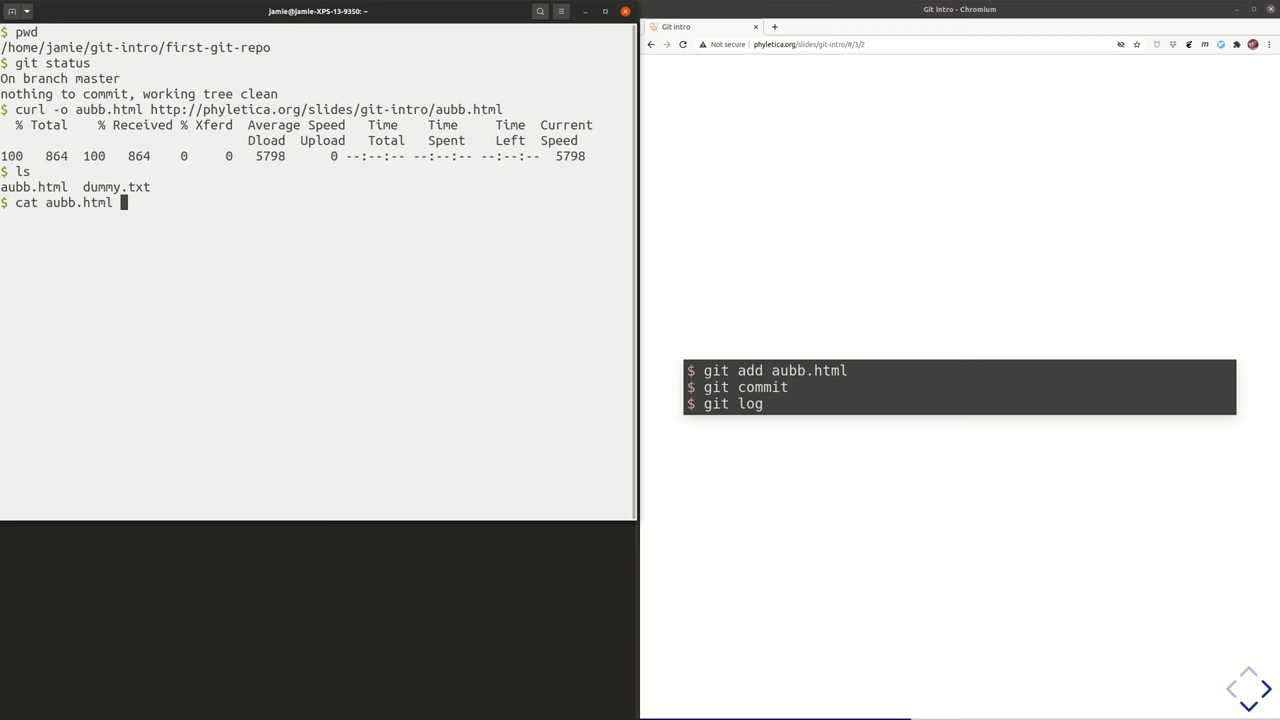 jamie@jamie-XPS-13-9350: ~
$ pwd
/home/jamie/git-intro/first-git-repo
$ git status
On branch master
nothing to commit, working tree clean
$ curl -o aubb.html http://phyletica.org/slides/git-intro/aubb.html
% Total % Received % Xferd Average Speed Time Time Time Current
Dload Upload Total Spent Left Speed
100 864 100 864 0 0 5798 0 --:--:-- --:--:-- --:--:-- 5798
$ ls
aubb.html dummy.txt
$ cat aubb.html
Git intro - Chromium
Git intro
Not secure phyletica.org/slides/git-intro/#/3/2
$ git add aubb.html
$ git commit
$ git log